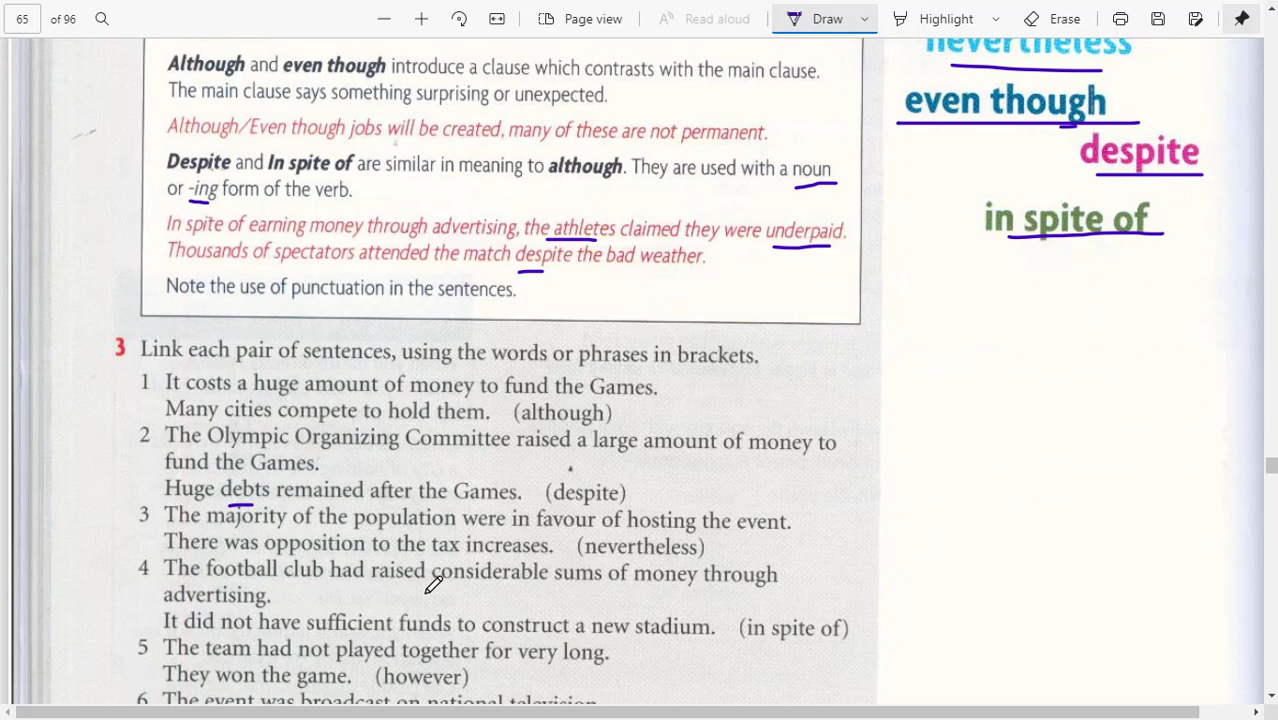 65 of 96
Page view
Read aloud
Draw
Highlight
Erase
nevertheless
even though
despite
in spite of
Although and even though introduce a clause which contrasts with the main clause.
The main clause says something surprising or unexpected.
Although/Even though jobs will be created, many of these are not permanent.
Despite and In spite of are similar in meaning to although. They are used with a noun
or -ing form of the verb.
In spite of earning money through advertising, the athletes claimed they were underpaid.
Thousands of spectators attended the match despite the bad weather.
Note the use of punctuation in the sentences.
3 Link each pair of sentences, using the words or phrases in brackets.
1 It costs a huge amount of money to fund the Games.
Many cities compete to hold them. (although)
2 The Olympic Organizing Committee raised a large amount of money to
fund the Games.
Huge debts remained after the Games. (despite)
3 The majority of the population were in favour of hosting the event.
There was opposition to the tax increases. (nevertheless)
4 The football club had raised considerable sums of money through
advertising.
It did not have sufficient funds to construct a new stadium. (in spite of)
5 The team had not played together for very long.
They won the game. (however)
6 The event was broadcast on national television.